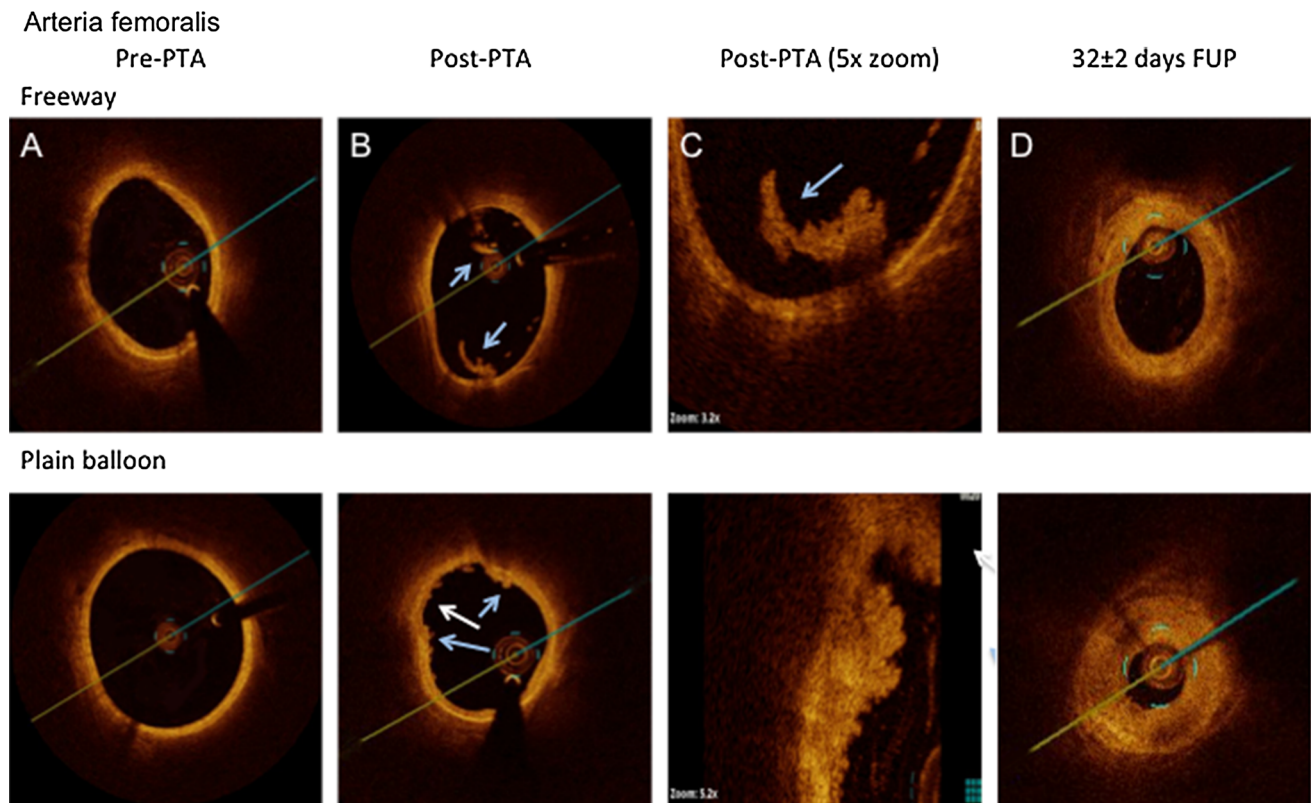 Arteria femoralis
Pre-PTA Post-PTA Post-PTA (5x zoom) 32±2 days FUP
Freeway
A B C D
Zoom: 3.2x
Plain balloon
Zoom: 5.2x